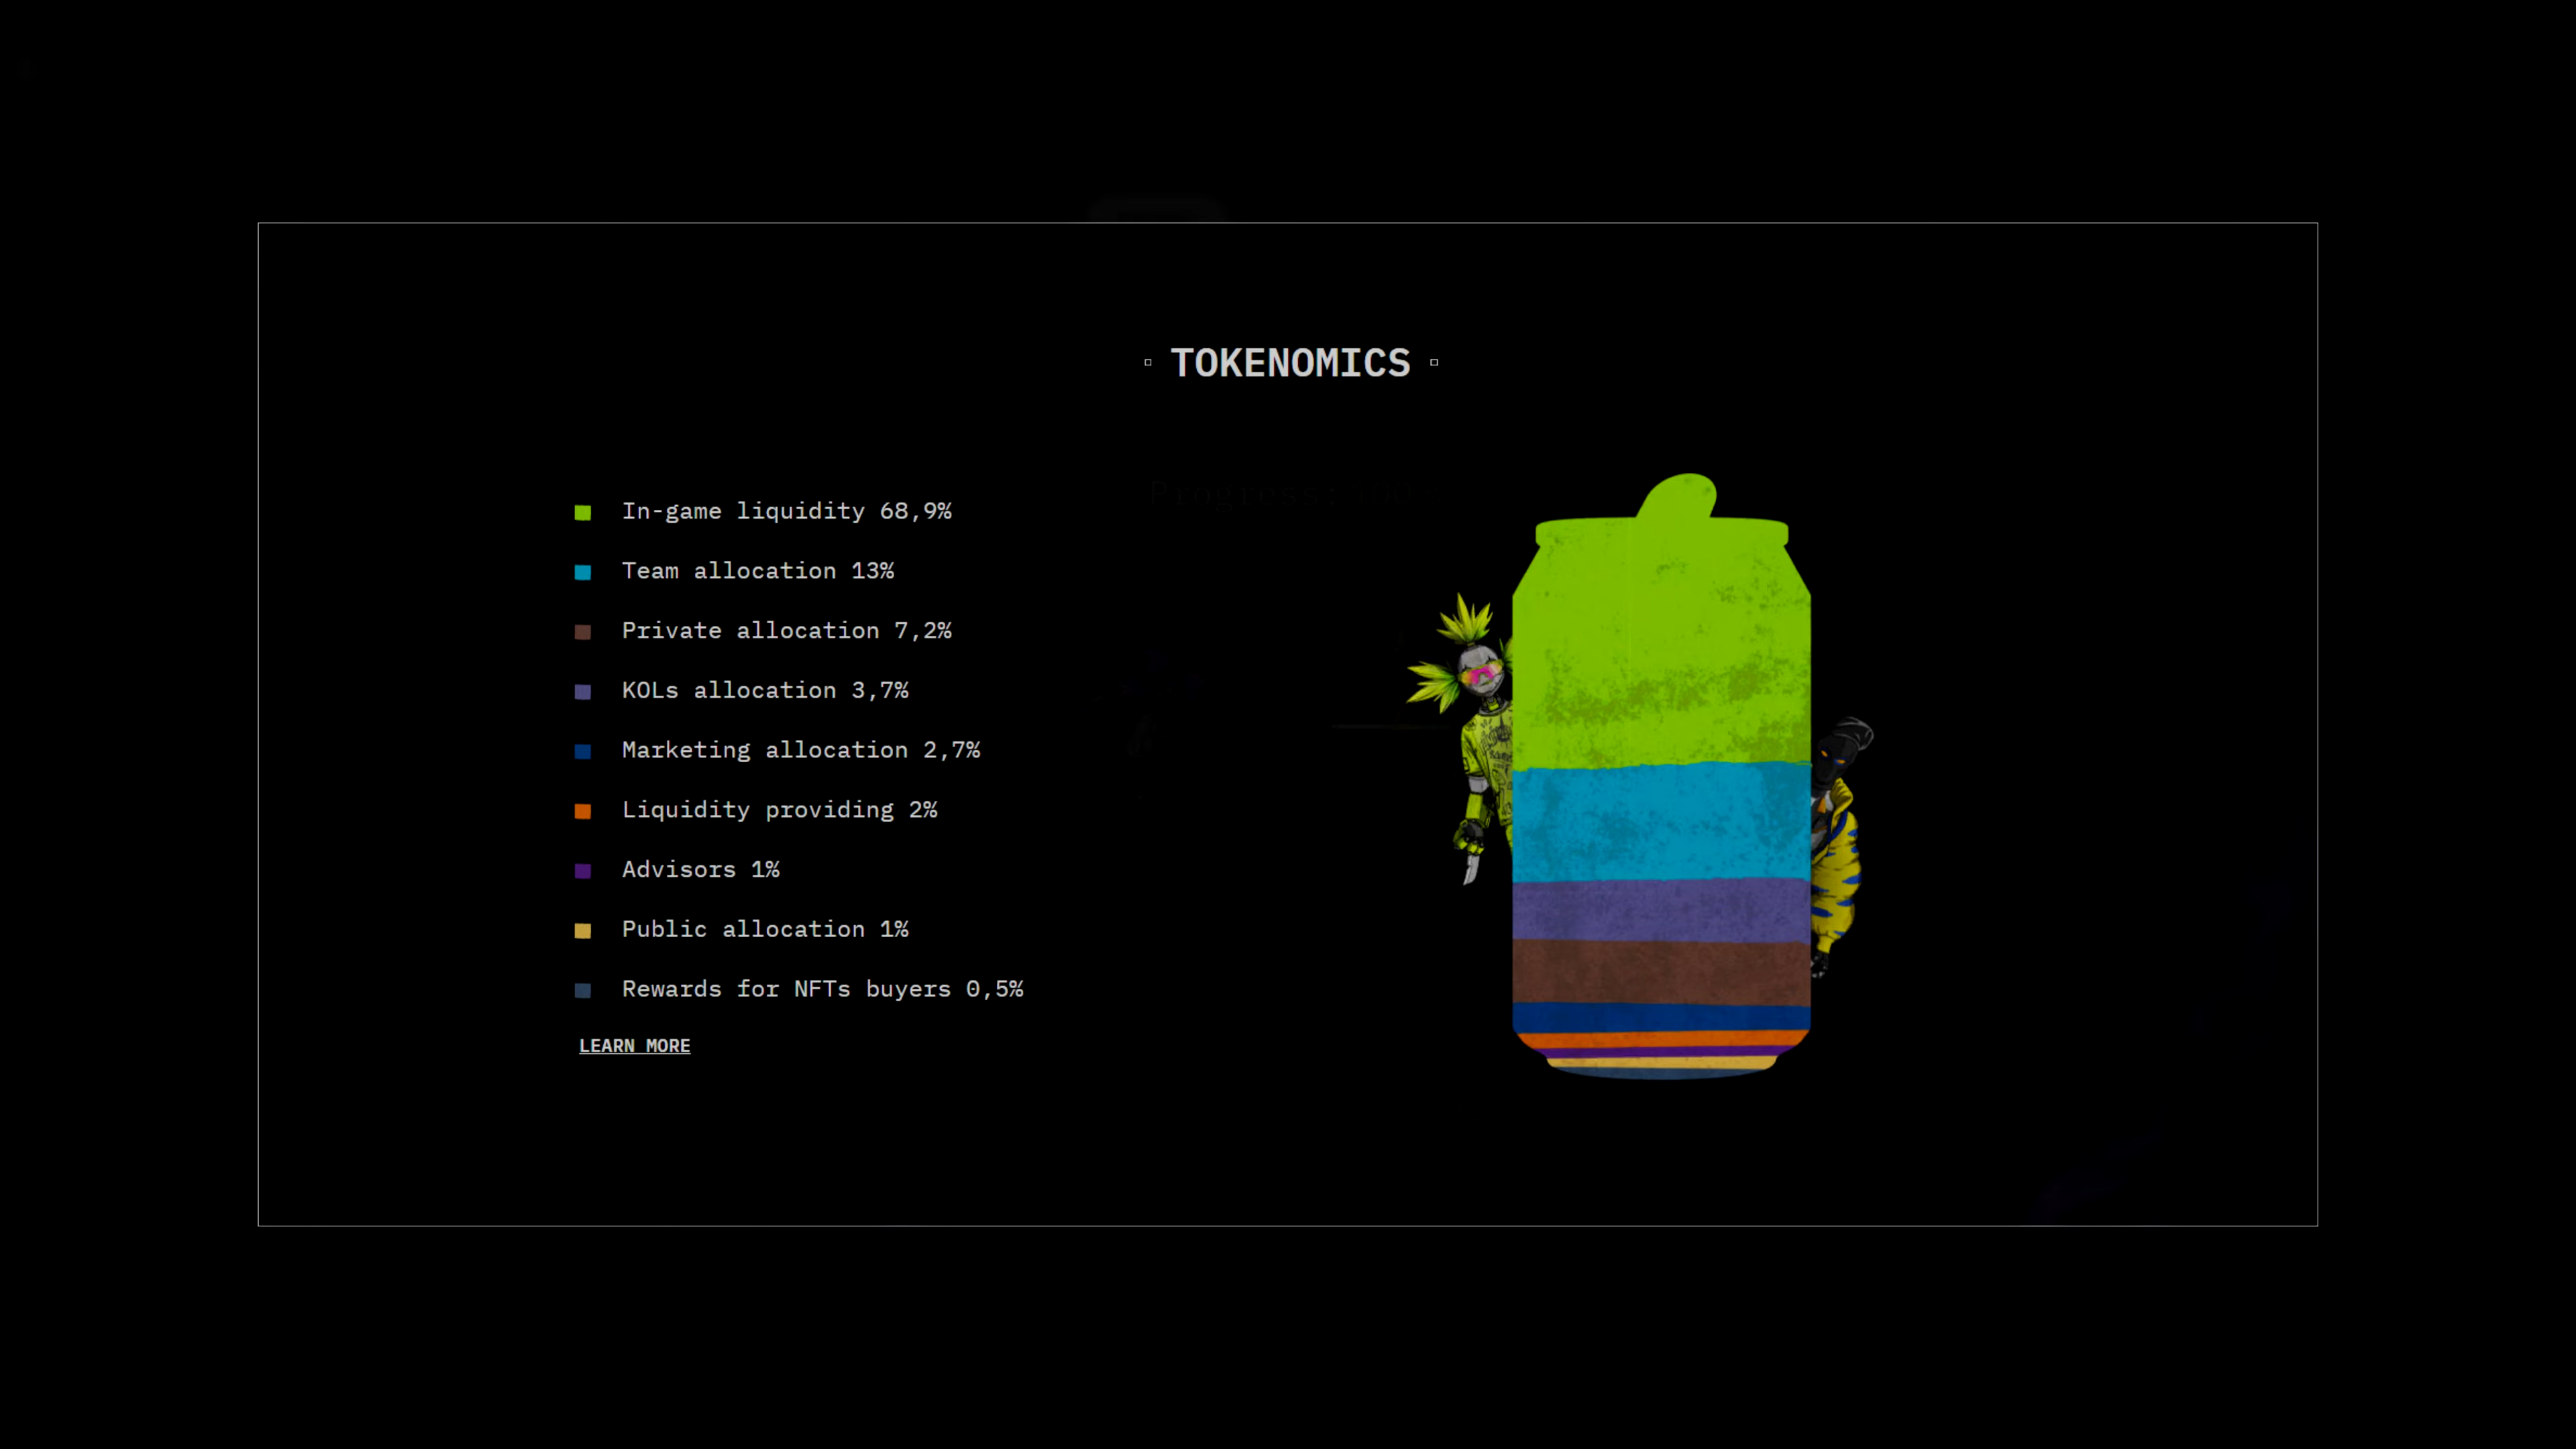 TOKENOMICS
In-game liquidity 68,9%
Team allocation 13%
Private allocation 7,2%
KOLs allocation 3,7%
Marketing allocation 2,7%
Liquidity providing 2%
Advisors 1%
Public allocation 1%
Rewards for NFTs buyers 0,5%
LEARN MORE
Progress: